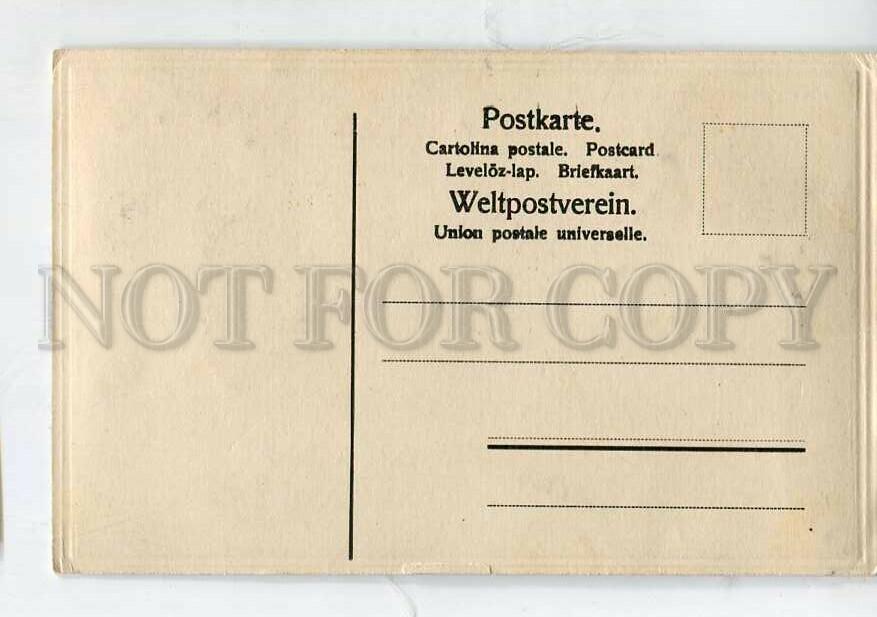 Postkarte.
Cartolina postale. Postcard
Levelöz-lap. Briefkaart.
Weltpostverein.
Union postale universelle.
NOT FOR COPY